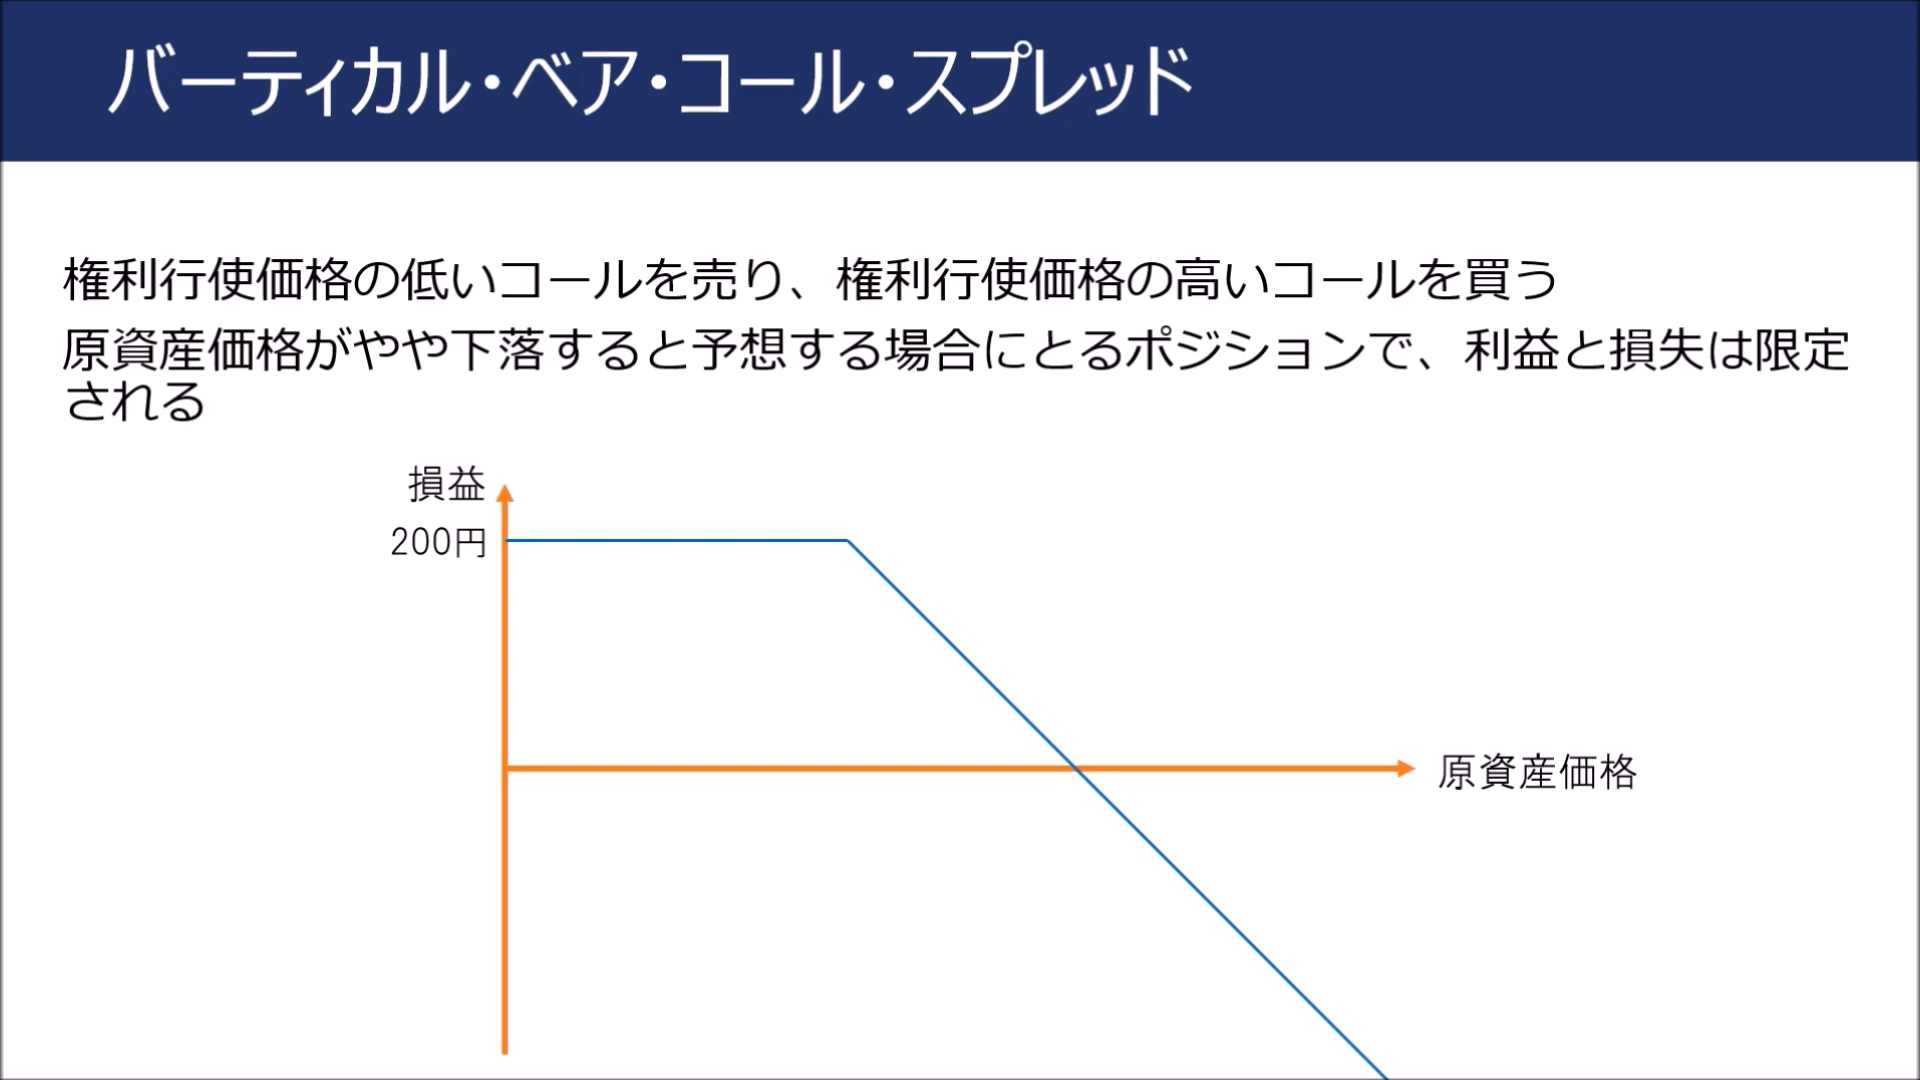 バーティカル・ベア・コール・スプレッド
権利行使価格の低いコールを売り、権利行使価格の高いコールを買う
原資産価格がやや下落すると予想する場合にとるポジションで、利益と損失は限定
される
損益
200円
原資産価格